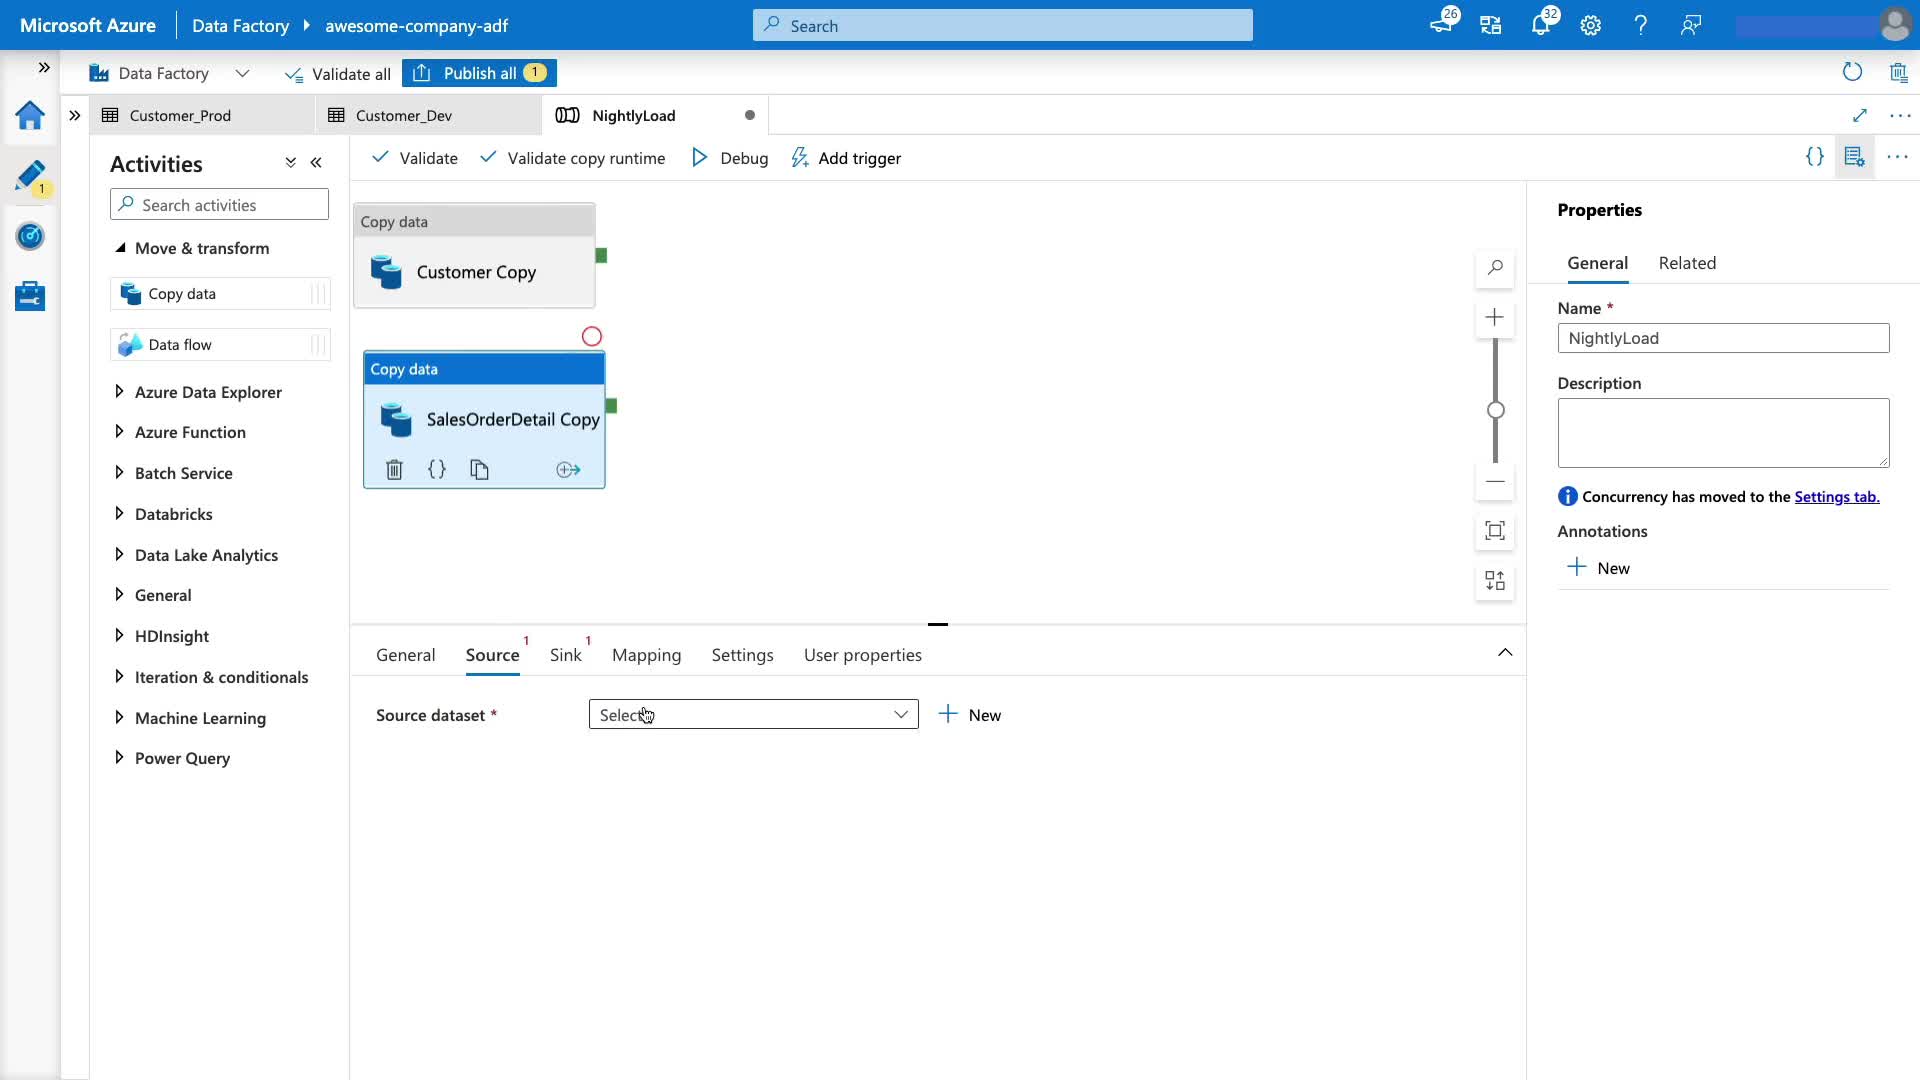 Microsoft Azure
Data Factory
awesome-company-adf
Search
26
32
Data Factory
Validate all
Publish all
1
Customer_Prod
Customer_Dev
NightlyLoad
1
Activities
Search activities
Move & transform
Copy data
Data flow
Azure Data Explorer
Azure Function
Batch Service
Databricks
Data Lake Analytics
General
HDInsight
Iteration & conditionals
Machine Learning
Power Query
Validate
Validate copy runtime
Debug
Add trigger
Copy data
Customer Copy
Copy data
SalesOrderDetail Copy
General
Source 1
Sink 1
Mapping
Settings
User properties
Source dataset *
Select
New
Properties
General
Related
Name *
NightlyLoad
Description
Concurrency has moved to the Settings tab.
Annotations
New